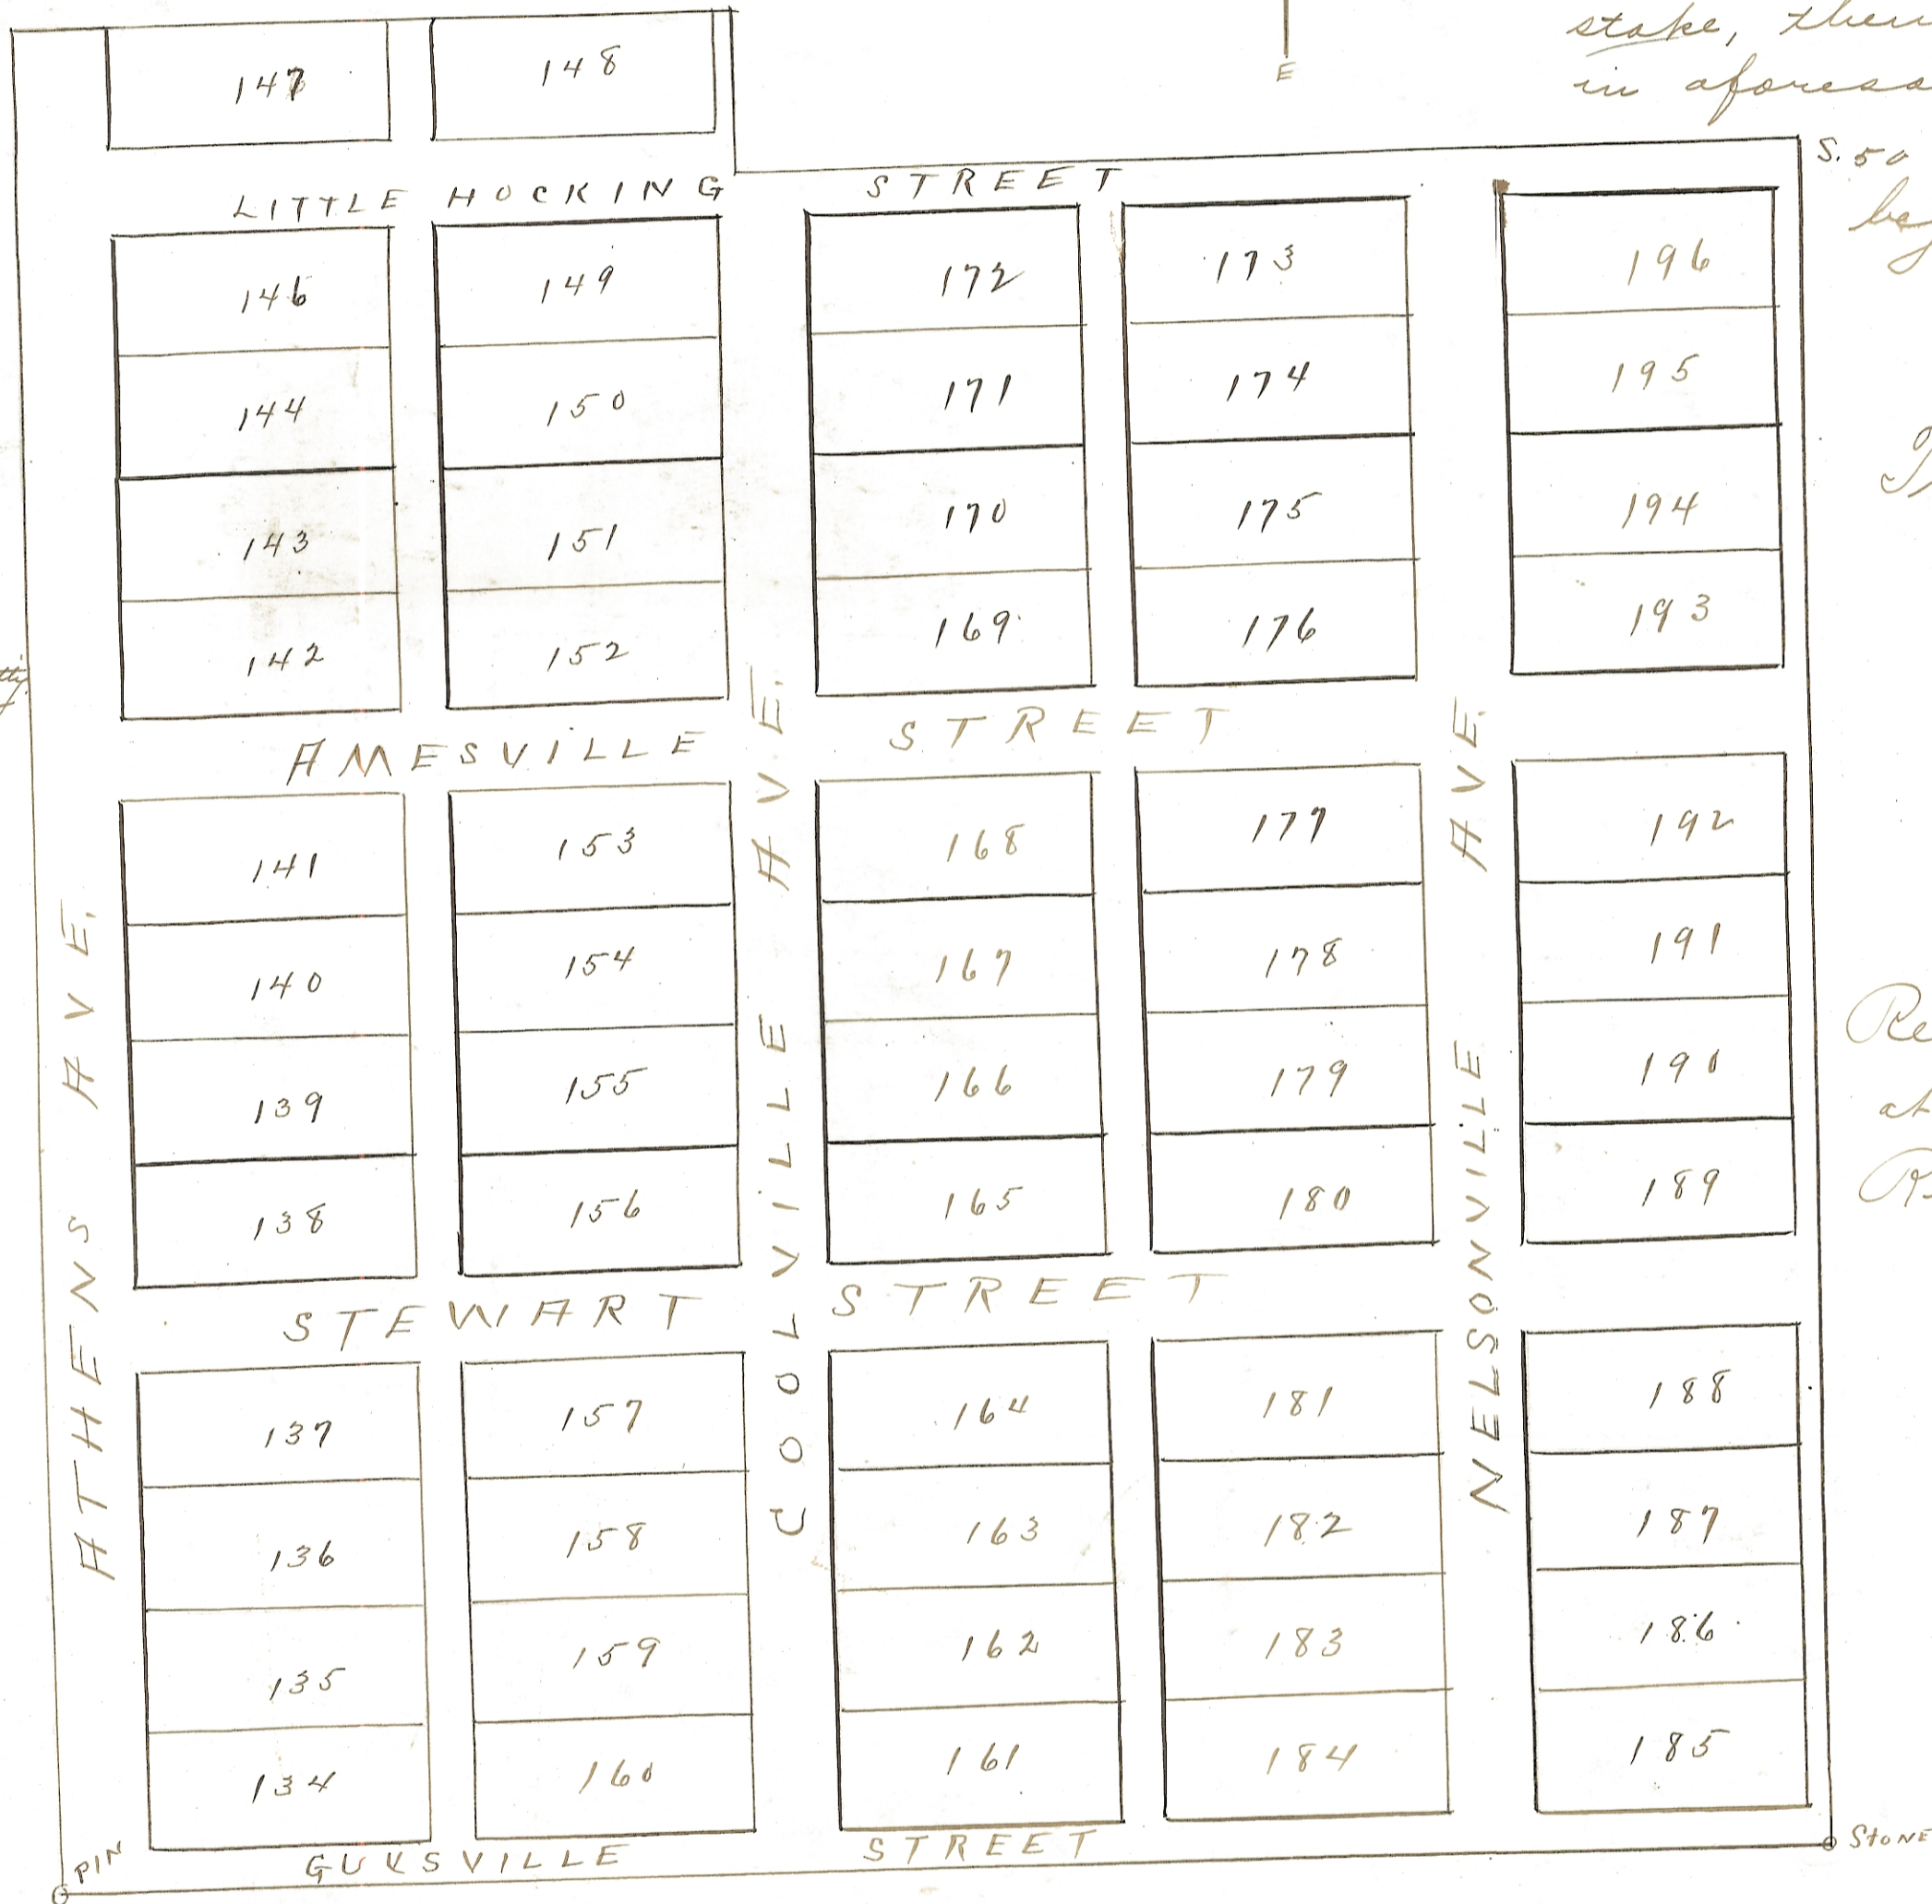 stake,
in
E
147 148
S. 50
LITTLE HOCKING STREET
146 149 172 173 196
144 150 171 174 195
143 151 170 175 194
142 152 169 176 193
AMESVILLE STREET
141 153 168 177 192
140 154 167 178 191
139 155 166 179 190
138 156 165 180 189
STEWART STREET
137 157 164 181 188
136 158 163 182 187
135 159 162 183 186
134 160 161 184 185
GUYSVILLE STREET
ATHENS AVE.
COOLVILLE AVE.
NELSONVILLE AVE.
PIN
STONE
at